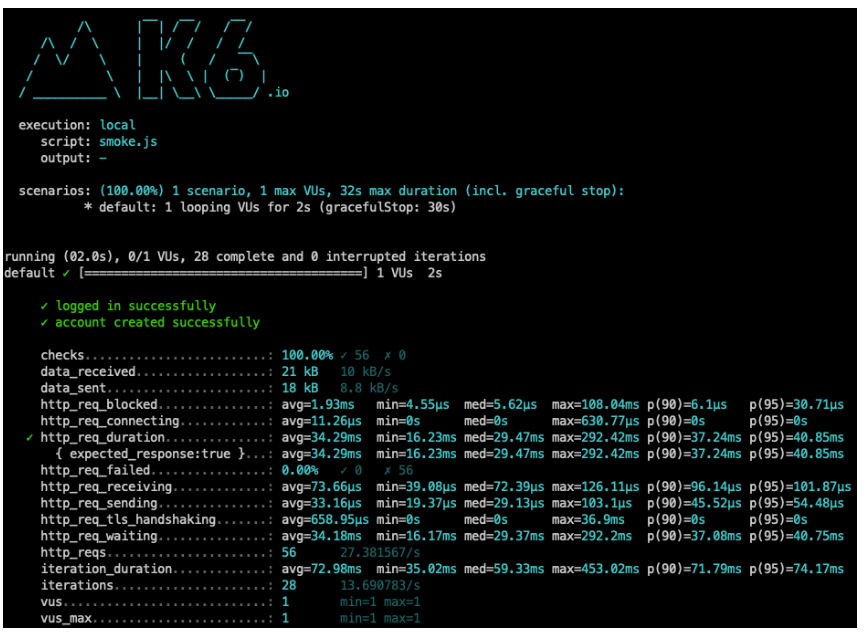 K6
.io
execution: local
script: smoke.js
output: –
scenarios: (100.00%) 1 scenario, 1 max VUs, 32s max duration (incl. graceful stop):
* default: 1 looping VUs for 2s (gracefulStop: 30s)
running (02.0s), 0/1 VUs, 28 complete and 0 interrupted iterations
default ✓ [======================================] 1 VUs  2s
✓ logged in successfully
✓ account created successfully
checks.........................: 100.00% ✓ 56  ✗ 0
data_received..................: 21 kB   10 kB/s
data_sent......................: 18 kB   8.8 kB/s
http_req_blocked...............: avg=1.93ms   min=4.55µs  med=5.62µs  max=108.04ms p(90)=6.1µs   p(95)=30.71µs
http_req_connecting............: avg=11.26µs  min=0s      med=0s      max=630.77µs p(90)=0s      p(95)=0s
✓ http_req_duration..............: avg=34.29ms  min=16.23ms med=29.47ms max=292.42ms p(90)=37.24ms p(95)=40.85ms
{ expected_response:true }...: avg=34.29ms  min=16.23ms med=29.47ms max=292.42ms p(90)=37.24ms p(95)=40.85ms
http_req_failed................: 0.00%   ✓ 0   ✗ 56
http_req_receiving.............: avg=73.66µs  min=39.08µs med=72.39µs max=126.11µs p(90)=96.14µs p(95)=101.87µs
http_req_sending...............: avg=33.16µs  min=19.37µs med=29.13µs max=103.1µs  p(90)=45.52µs p(95)=54.48µs
http_req_tls_handshaking.......: avg=658.95µs min=0s      med=0s      max=36.9ms   p(90)=0s      p(95)=0s
http_req_waiting...............: avg=34.18ms  min=16.17ms med=29.37ms max=292.2ms  p(90)=37.08ms p(95)=40.75ms
http_reqs......................: 56      27.381567/s
iteration_duration.............: avg=72.98ms  min=35.02ms med=59.33ms max=453.02ms p(90)=71.79ms p(95)=74.17ms
iterations.....................: 28      13.690783/s
vus............................: 1       min=1 max=1
vus_max........................: 1       min=1 max=1